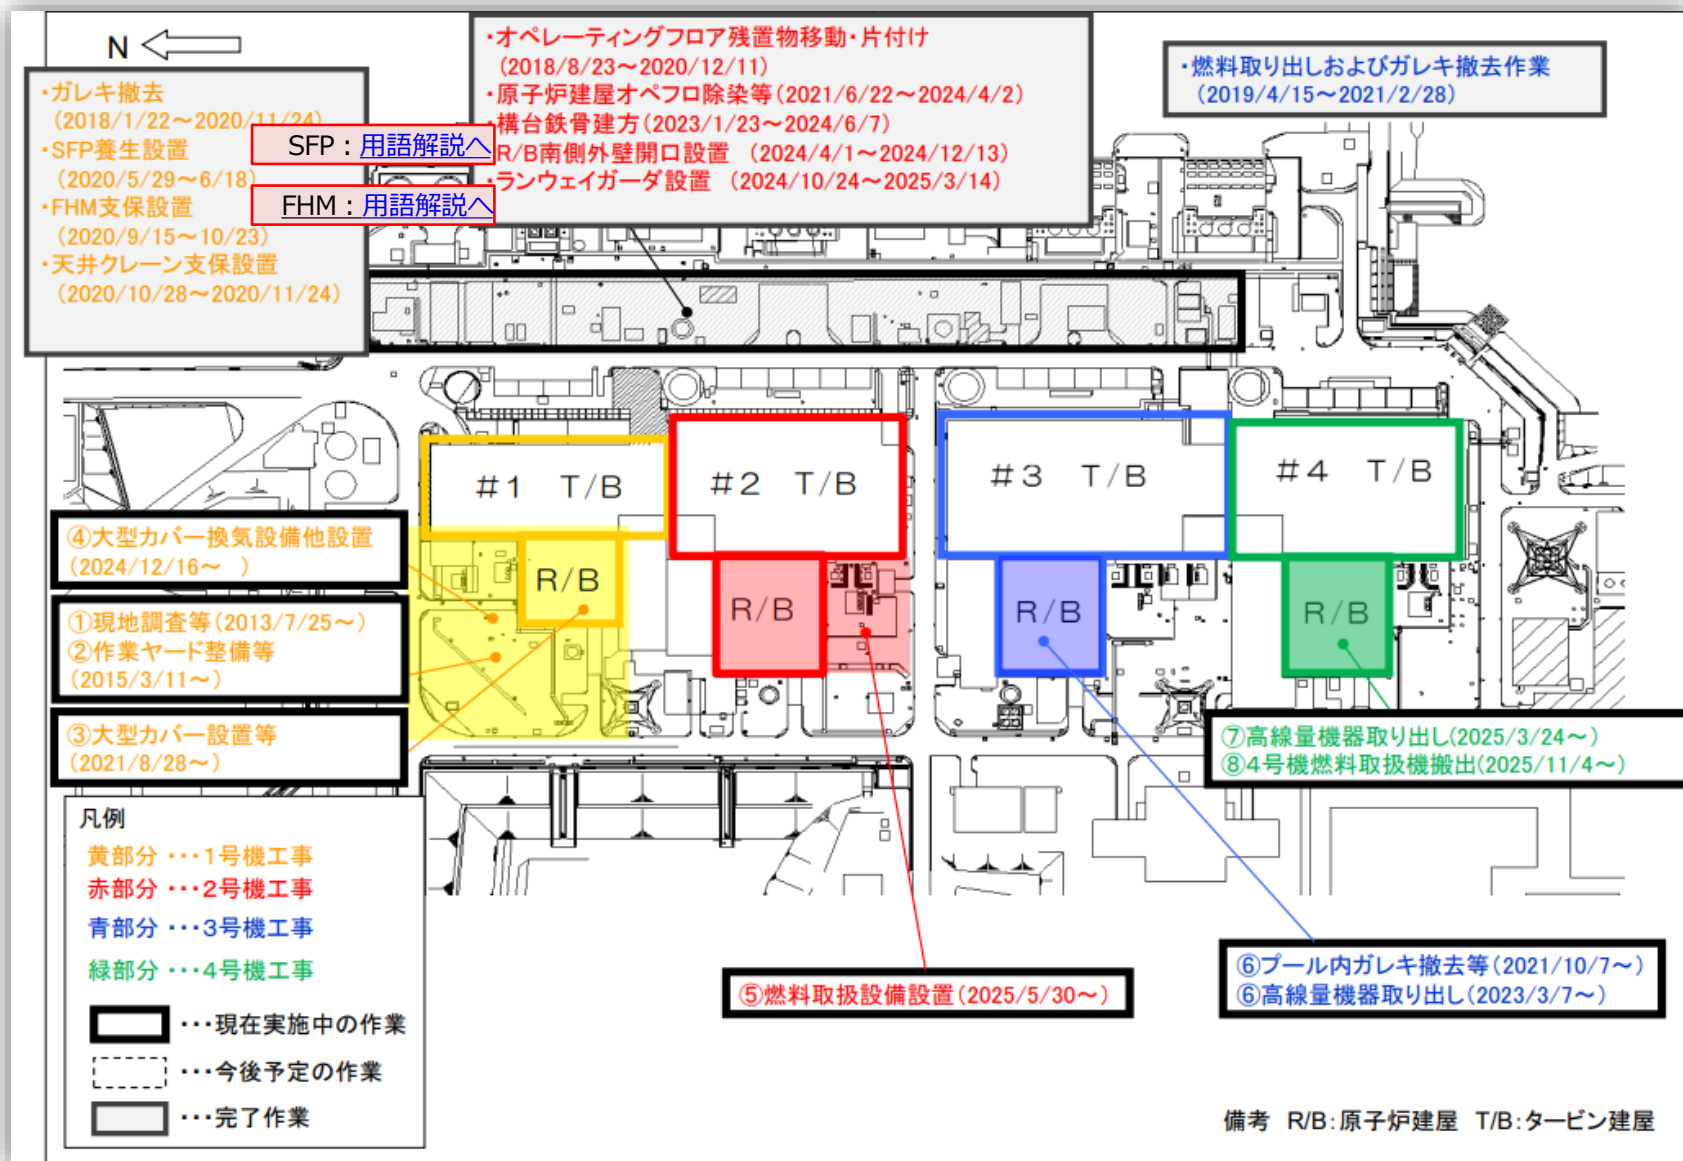 N
・ガレキ撤去
(2018/1/22～2020/11/24)
・SFP養生設置
(2020/5/29～6/18)
・FHM支保設置
(2020/9/15～10/23)
・天井クレーン支保設置
(2020/10/28～2020/11/24)
SFP：用語解説へ
FHM：用語解説へ
・オペレーティングフロア残置物移動・片付け
(2018/8/23～2020/12/11)
・原子炉建屋オペフロ除染等(2021/6/22～2024/4/2)
・構台鉄骨建方(2023/1/23～2024/6/7)
R/B南側外壁開口設置 (2024/4/1～2024/12/13)
・ランウェイガーダ設置 (2024/10/24～2025/3/14)
・燃料取り出しおよびガレキ撤去作業
(2019/4/15～2021/2/28)
#1 T/B
#2 T/B
#3 T/B
#4 T/B
R/B
R/B
R/B
R/B
④大型カバー換気設備他設置
(2024/12/16～ )
①現地調査等(2013/7/25～)
②作業ヤード整備等
(2015/3/11～)
③大型カバー設置等
(2021/8/28～)
⑦高線量機器取り出し(2025/3/24～)
⑧4号機燃料取扱機搬出(2025/11/4～)
⑤燃料取扱設備設置(2025/5/30～)
⑥プール内ガレキ撤去等(2021/10/7～)
⑥高線量機器取り出し(2023/3/7～)
凡例
黄部分 ・・・1号機工事
赤部分 ・・・2号機工事
青部分 ・・・3号機工事
緑部分 ・・・4号機工事
・・・現在実施中の作業
・・・今後予定の作業
・・・完了作業
備考 R/B:原子炉建屋 T/B:タービン建屋